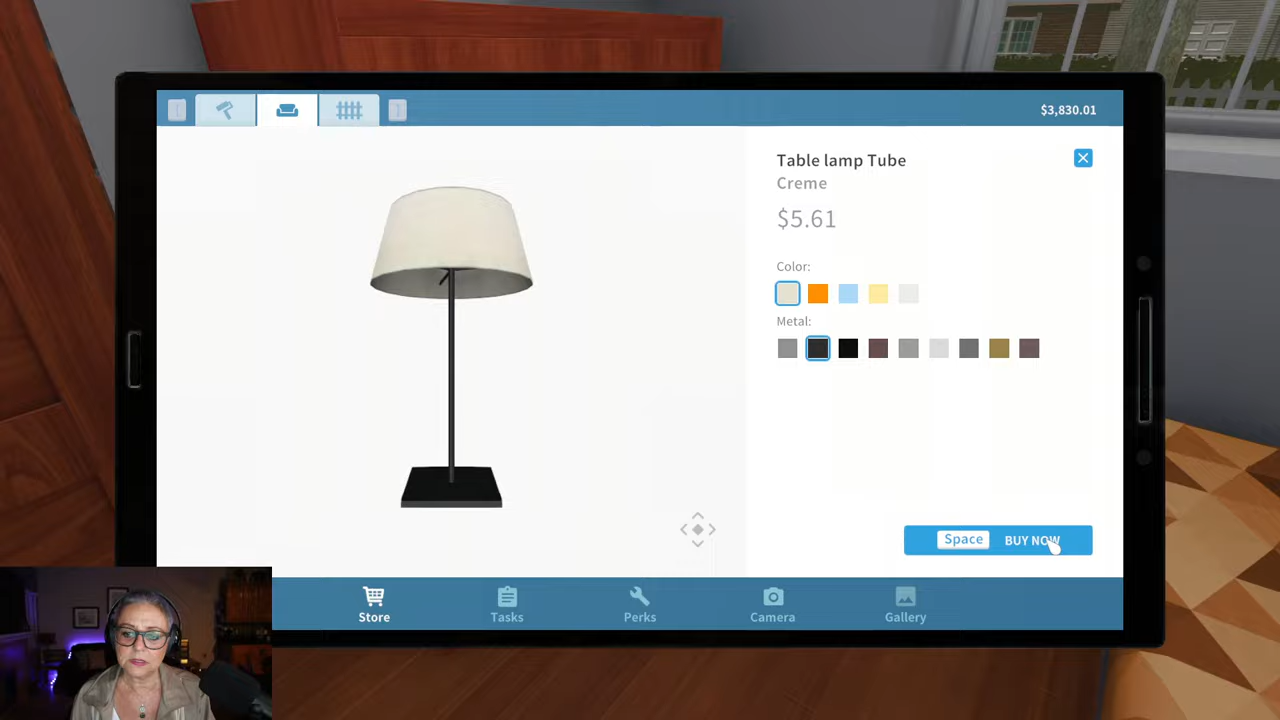 $3,830.01
Table lamp Tube
Creme
$5.61
Color:
Metal:
Space BUY NOW
Store Tasks Perks Camera Gallery